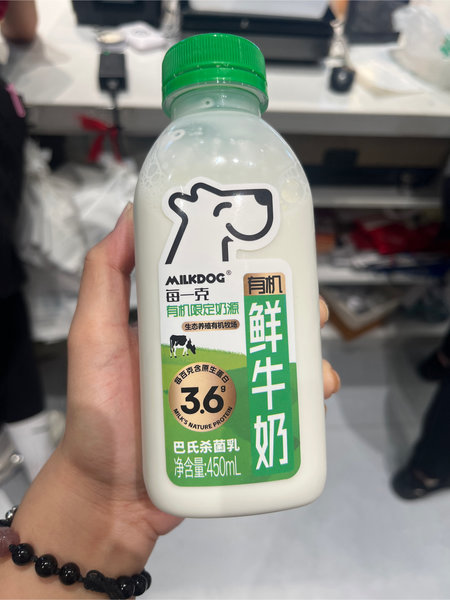 MILKDOG®
每一克
有机限定奶源
生态养殖有机牧场
有机
鲜牛奶
每百克含原生蛋白
3.6g
MILK'S NATURE PROTEIN
巴氏杀菌乳
净含量:450mL